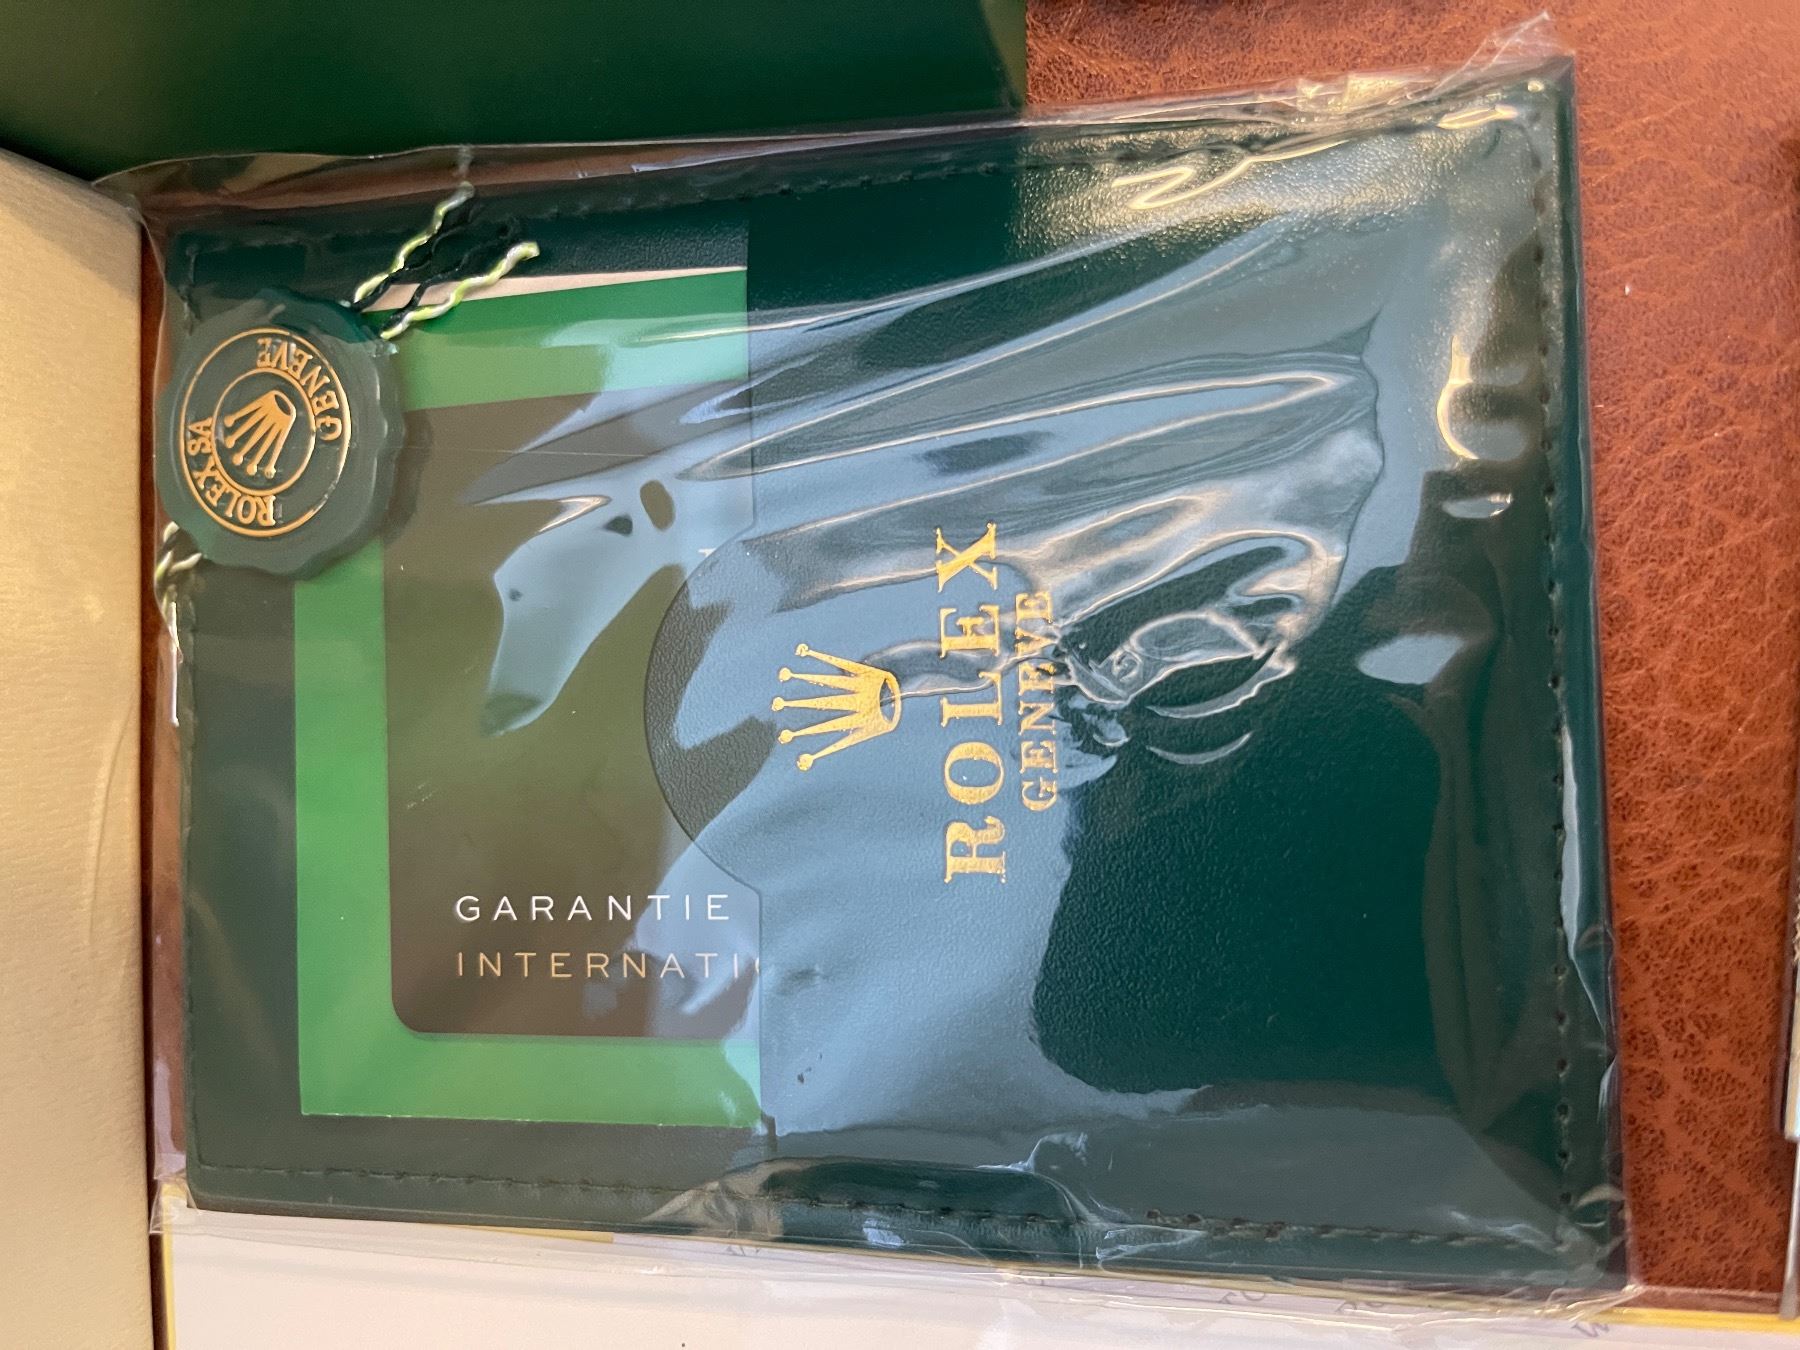 ROLEX SA
GENEVE
GARANTIE
INTERNATI
ROLEX
GENEVE